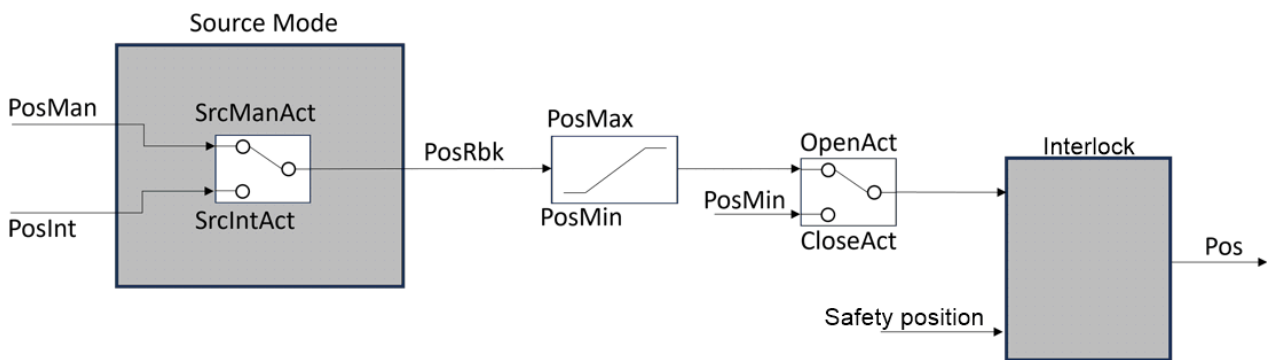 Source Mode
PosMan
SrcManAct
PosInt
SrcIntAct
PosRbk
PosMax
PosMin
OpenAct
PosMin
CloseAct
Interlock
Safety position
Pos